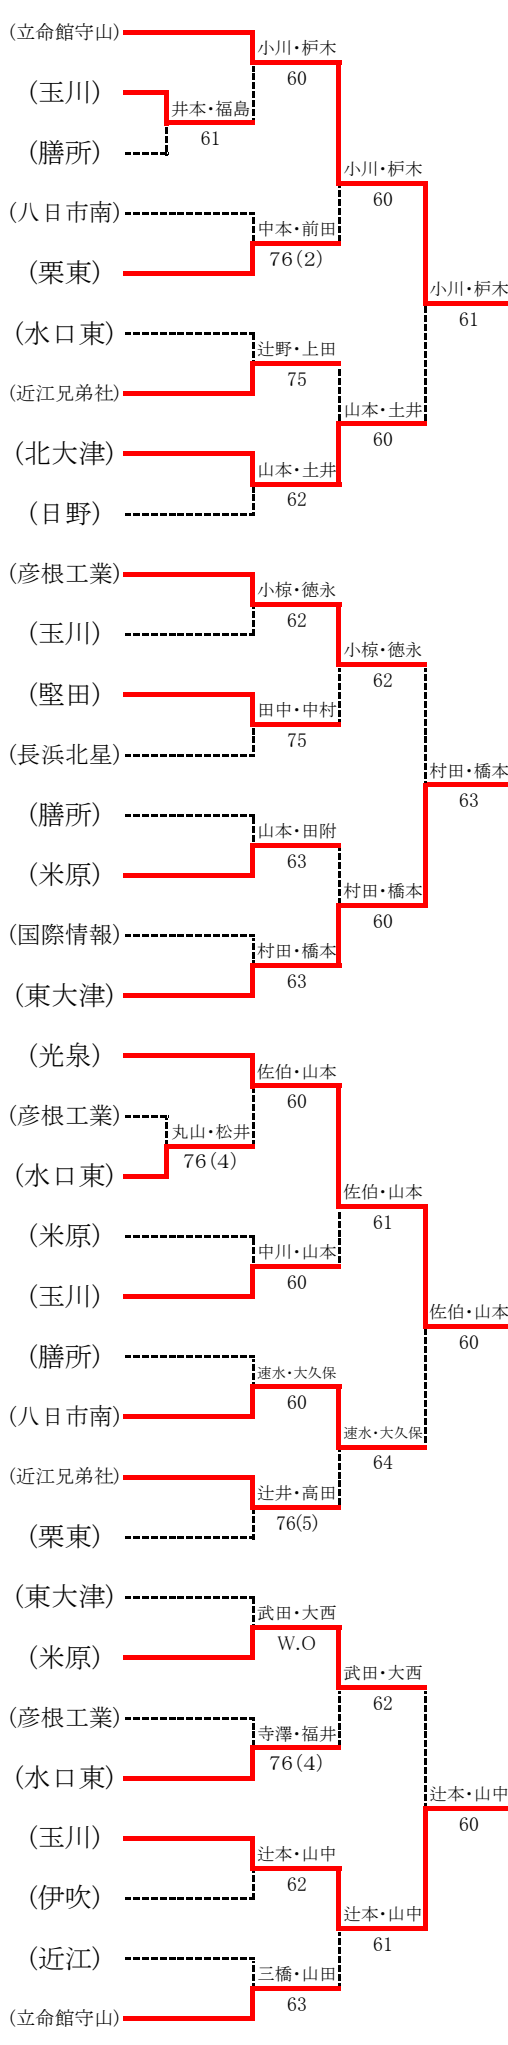 (立命館守山)
小川・枦木
60
(玉川)
井本・福島
61
(膳所)
小川・枦木
60
(八日市南)
中本・前田
76(2)
(栗東)
小川・枦木
61
(水口東)
辻野・上田
75
(近江兄弟社)
山本・土井
60
(北大津)
山本・土井
62
(日野)
(彦根工業)
小椋・徳永
62
(玉川)
小椋・徳永
62
(堅田)
田中・中村
75
(長浜北星)
村田・橋本
63
(膳所)
山本・田附
63
(米原)
村田・橋本
60
(国際情報)
村田・橋本
63
(東大津)
(光泉)
佐伯・山本
60
(彦根工業)
丸山・松井
76(4)
(水口東)
佐伯・山本
61
(米原)
中川・山本
60
(玉川)
佐伯・山本
60
(膳所)
速水・大久保
60
(八日市南)
速水・大久保
64
(近江兄弟社)
辻井・高田
76(5)
(栗東)
(東大津)
武田・大西
W.O
(米原)
武田・大西
62
(彦根工業)
寺澤・福井
76(4)
(水口東)
辻本・山中
60
(玉川)
辻本・山中
62
(伊吹)
辻本・山中
61
(近江)
三橋・山田
63
(立命館守山)